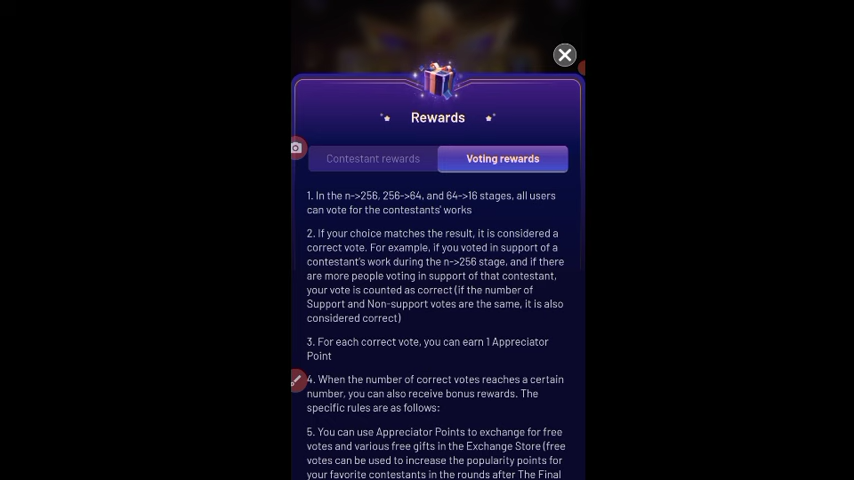 Rewards
Contestant rewards
Voting rewards
1. In the n->256, 256->64, and 64->16 stages, all users
can vote for the contestants' works
2. If your choice matches the result, it is considered a
correct vote. For example, if you voted in support of a
contestant's work during the n->256 stage, and if there
are more people voting in support of that contestant,
your vote is counted as correct (if the number of
Support and Non-support votes are the same, it is also
considered correct)
3. For each correct vote, you can earn 1 Appreciator
Point
4. When the number of correct votes reaches a certain
number, you can also receive bonus rewards. The
specific rules are as follows:
5. You can use Appreciator Points to exchange for free
votes and various free gifts in the Exchange Store (free
votes can be used to increase the popularity points for
your favorite contestants in the rounds after The Final